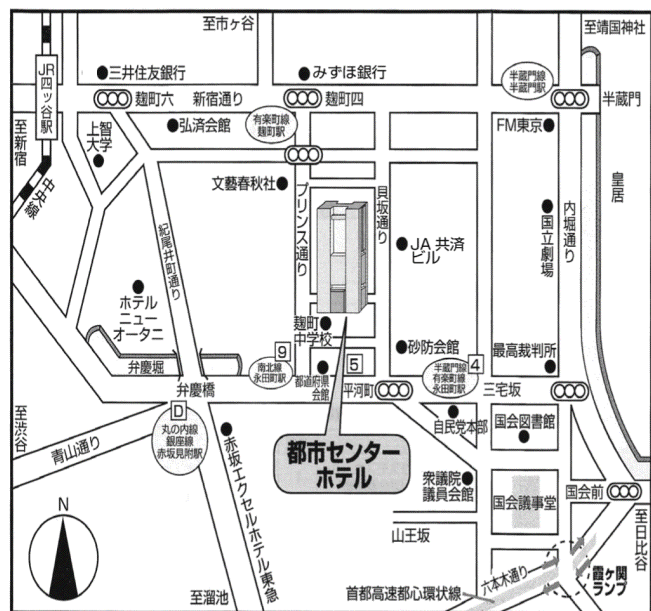 至市ヶ谷
至靖国神社
JR四ッ谷駅
三井住友銀行
みずほ銀行
半蔵門線
半蔵門駅
麹町六
新宿通り
麹町四
半蔵門
上智
大学
弘済会館
有楽町線
麹町駅
FM東京
至新宿
中央線
文藝春秋社
プリンス通り
貝坂通り
皇居
内堀通り
国立劇場
紀尾井町通り
JA 共済
ビル
ホテル
ニュー
オータニ
麹町
中学校
砂防会館
最高裁判所
弁慶堀
9
南北線
永田町駅
都道府県
会館
5
半蔵門線
有楽町線
永田町駅
4
弁慶橋
平河町
三宅坂
至渋谷
青山通り
D
丸の内線
銀座線
赤坂見附駅
自民党本部
国会図書館
赤坂エクセルホテル東急
都市センター
ホテル
衆議院
議員会館
国会議事堂
国会前
至日比谷
N
山王坂
六本木通り
霞ヶ関
ランプ
至溜池
首都高速都心環状線